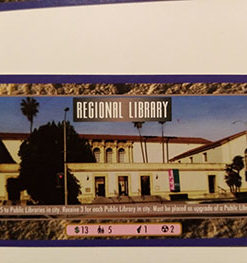 REGIONAL LIBRARY
5 to Public Libraries in city. Receive 3 for each Public Library in city. Must be placed as upgrade of a Public
$13 5 1 2